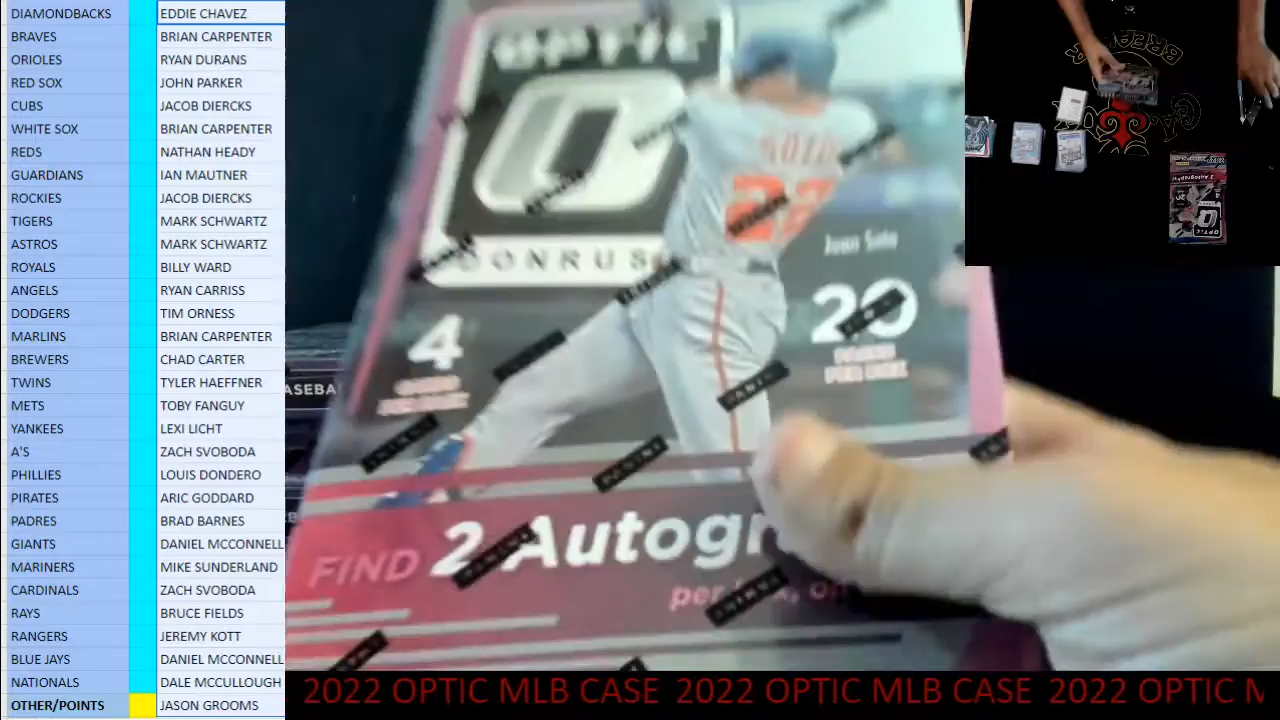 DIAMONDBACKS EDDIE CHAVEZ
BRAVES BRIAN CARPENTER
ORIOLES RYAN DURANS
RED SOX JOHN PARKER
CUBS JACOB DIERCKS
WHITE SOX BRIAN CARPENTER
REDS NATHAN HEADY
GUARDIANS IAN MAUTNER
ROCKIES JACOB DIERCKS
TIGERS MARK SCHWARTZ
ASTROS MARK SCHWARTZ
ROYALS BILLY WARD
ANGELS RYAN CARRISS
DODGERS TIM ORNESS
MARLINS BRIAN CARPENTER
BREWERS CHAD CARTER
TWINS TYLER HAEFFNER
METS TOBY FANGUY
YANKEES LEXI LICHT
A'S ZACH SVOBODA
PHILLIES LOUIS DONDERO
PIRATES ARIC GODDARD
PADRES BRAD BARNES
GIANTS DANIEL MCCONNELL
MARINERS MIKE SUNDERLAND
CARDINALS ZACH SVOBODA
RAYS BRUCE FIELDS
RANGERS JEREMY KOTT
BLUE JAYS DANIEL MCCONNELL
NATIONALS DALE MCCULLOUGH
OTHER/POINTS JASON GROOMS
OPTIC
DONRUSS
SOTO
22
Juan Soto
4
20
FIND 2 Autogr
per
PANINI
2022 OPTIC MLB CASE 2022 OPTIC MLB CASE 2022 OPTIC M